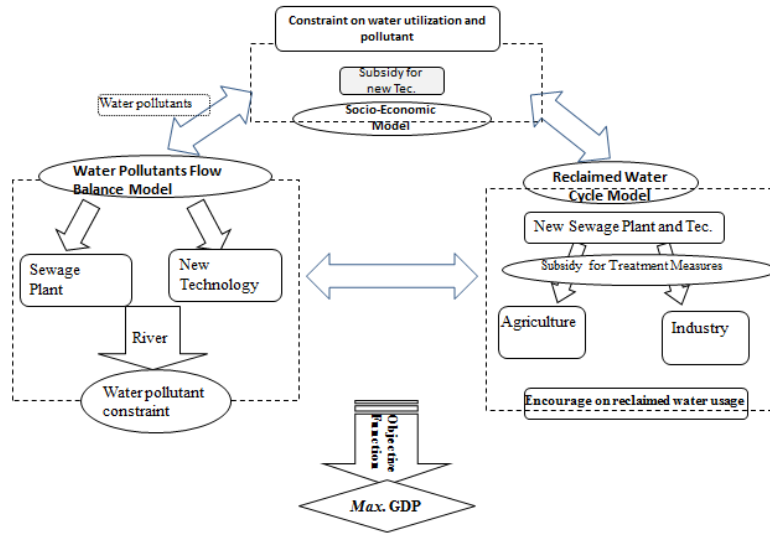 Constraint on water utilization and
pollutant
Subsidy for
new Tec.
Socio-Economic
Model
Water pollutants
Water Pollutants Flow
Balance Model
Reclaimed Water
Cycle Model
New Sewage Plant and Tec.
Subsidy for Treatment Measures
Sewage
Plant
New
Technology
River
Water pollutant
constraint
Agriculture
Industry
Encourage on reclaimed water usage
Objective
Function
Max. GDP